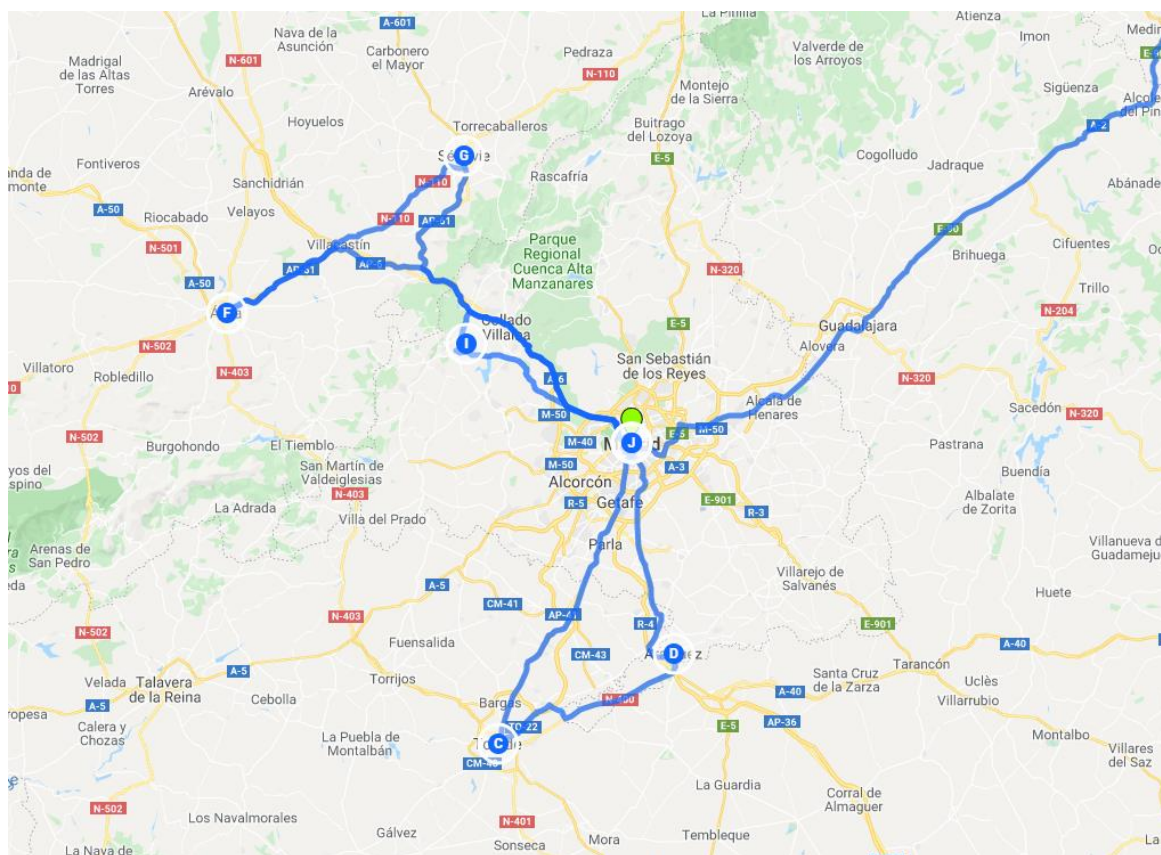 A-601
La Pinilla
Atienza
Nava de la
Asunción
Imon
Medin
Carbonero
el Mayor
Pedraza
Valverde de
los Arroyos
N-601
Madrigal
de las Altas
Torres
N-110
Montejo
de la Sierra
Sigüenza
Arévalo
Alcole
del Pin
Hoyuelos
Torrecaballeros
Buitrago
del Lozoya
A-2
G
E-5
Cogolludo
Fontiveros
Jadraque
Rascafría
N-110
Sanchidrián
Abánade
A-50
Riocabado
Velayos
N-110
AP-61
E-90
Parque
Regional
Cuenca Alta
Manzanares
N-501
Cifuentes
Brihuega
AP-6
AP-51
N-320
A-50
Trillo
F
N-204
Collado
Villalba
E-5
Guadalajara
I
N-502
San Sebastián
de los Reyes
Alovera
Villatoro
Robledillo
N-403
A-6
N-320
Alcalá de
Henares
Sacedón
M-50
N-320
E-5
M-50
N-502
Burgohondo
El Tiemblo
M-40
J
Pastrana
M-50
A-3
San Martín de
Valdeiglesias
Buendía
Alcorcón
N-403
R-5
Getafe
E-901
Albalate
de Zorita
La Adrada
Villa del Prado
R-3
Parla
Arenas de
San Pedro
Villanueva de
Guadameju
Villarejo de
Salvanés
A-5
CM-41
Huete
AP-41
N-403
R-4
E-901
N-502
Fuensalida
A-40
CM-43
D
Tarancón
A-5
Santa Cruz
de la Zarza
Velada
Talavera
de la Reina
Torrijos
Uclès
A-40
Cebolla
Villarrubio
Bargas
A-5
AP-36
Calera y
Chozas
E-5
La Puebla de
Montalbán
C
Montalbo
Villares
del Saz
La Guardia
Corral de
Almaguer
N-502
Los Navalmorales
N-401
Gálvez
Mora
Tembleque
Sonseca
La Nava de